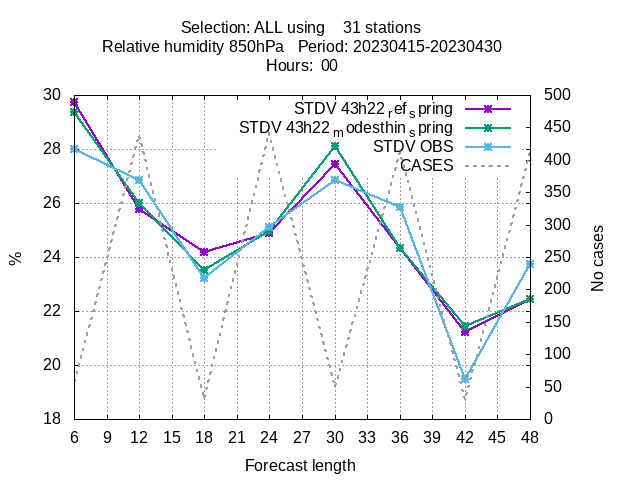 Selection: ALL using    31 stations
Relative humidity 850hPa   Period: 20230415-20230430
Hours:  00
STDV 43h22 ref spring
STDV 43h22 modesthin spring
STDV OBS
CASES
30
28
26
24
22
20
18
%
500
450
400
350
300
250
200
150
100
50
0
No cases
6 9 12 15 18 21 24 27 30 33 36 39 42 45 48
Forecast length